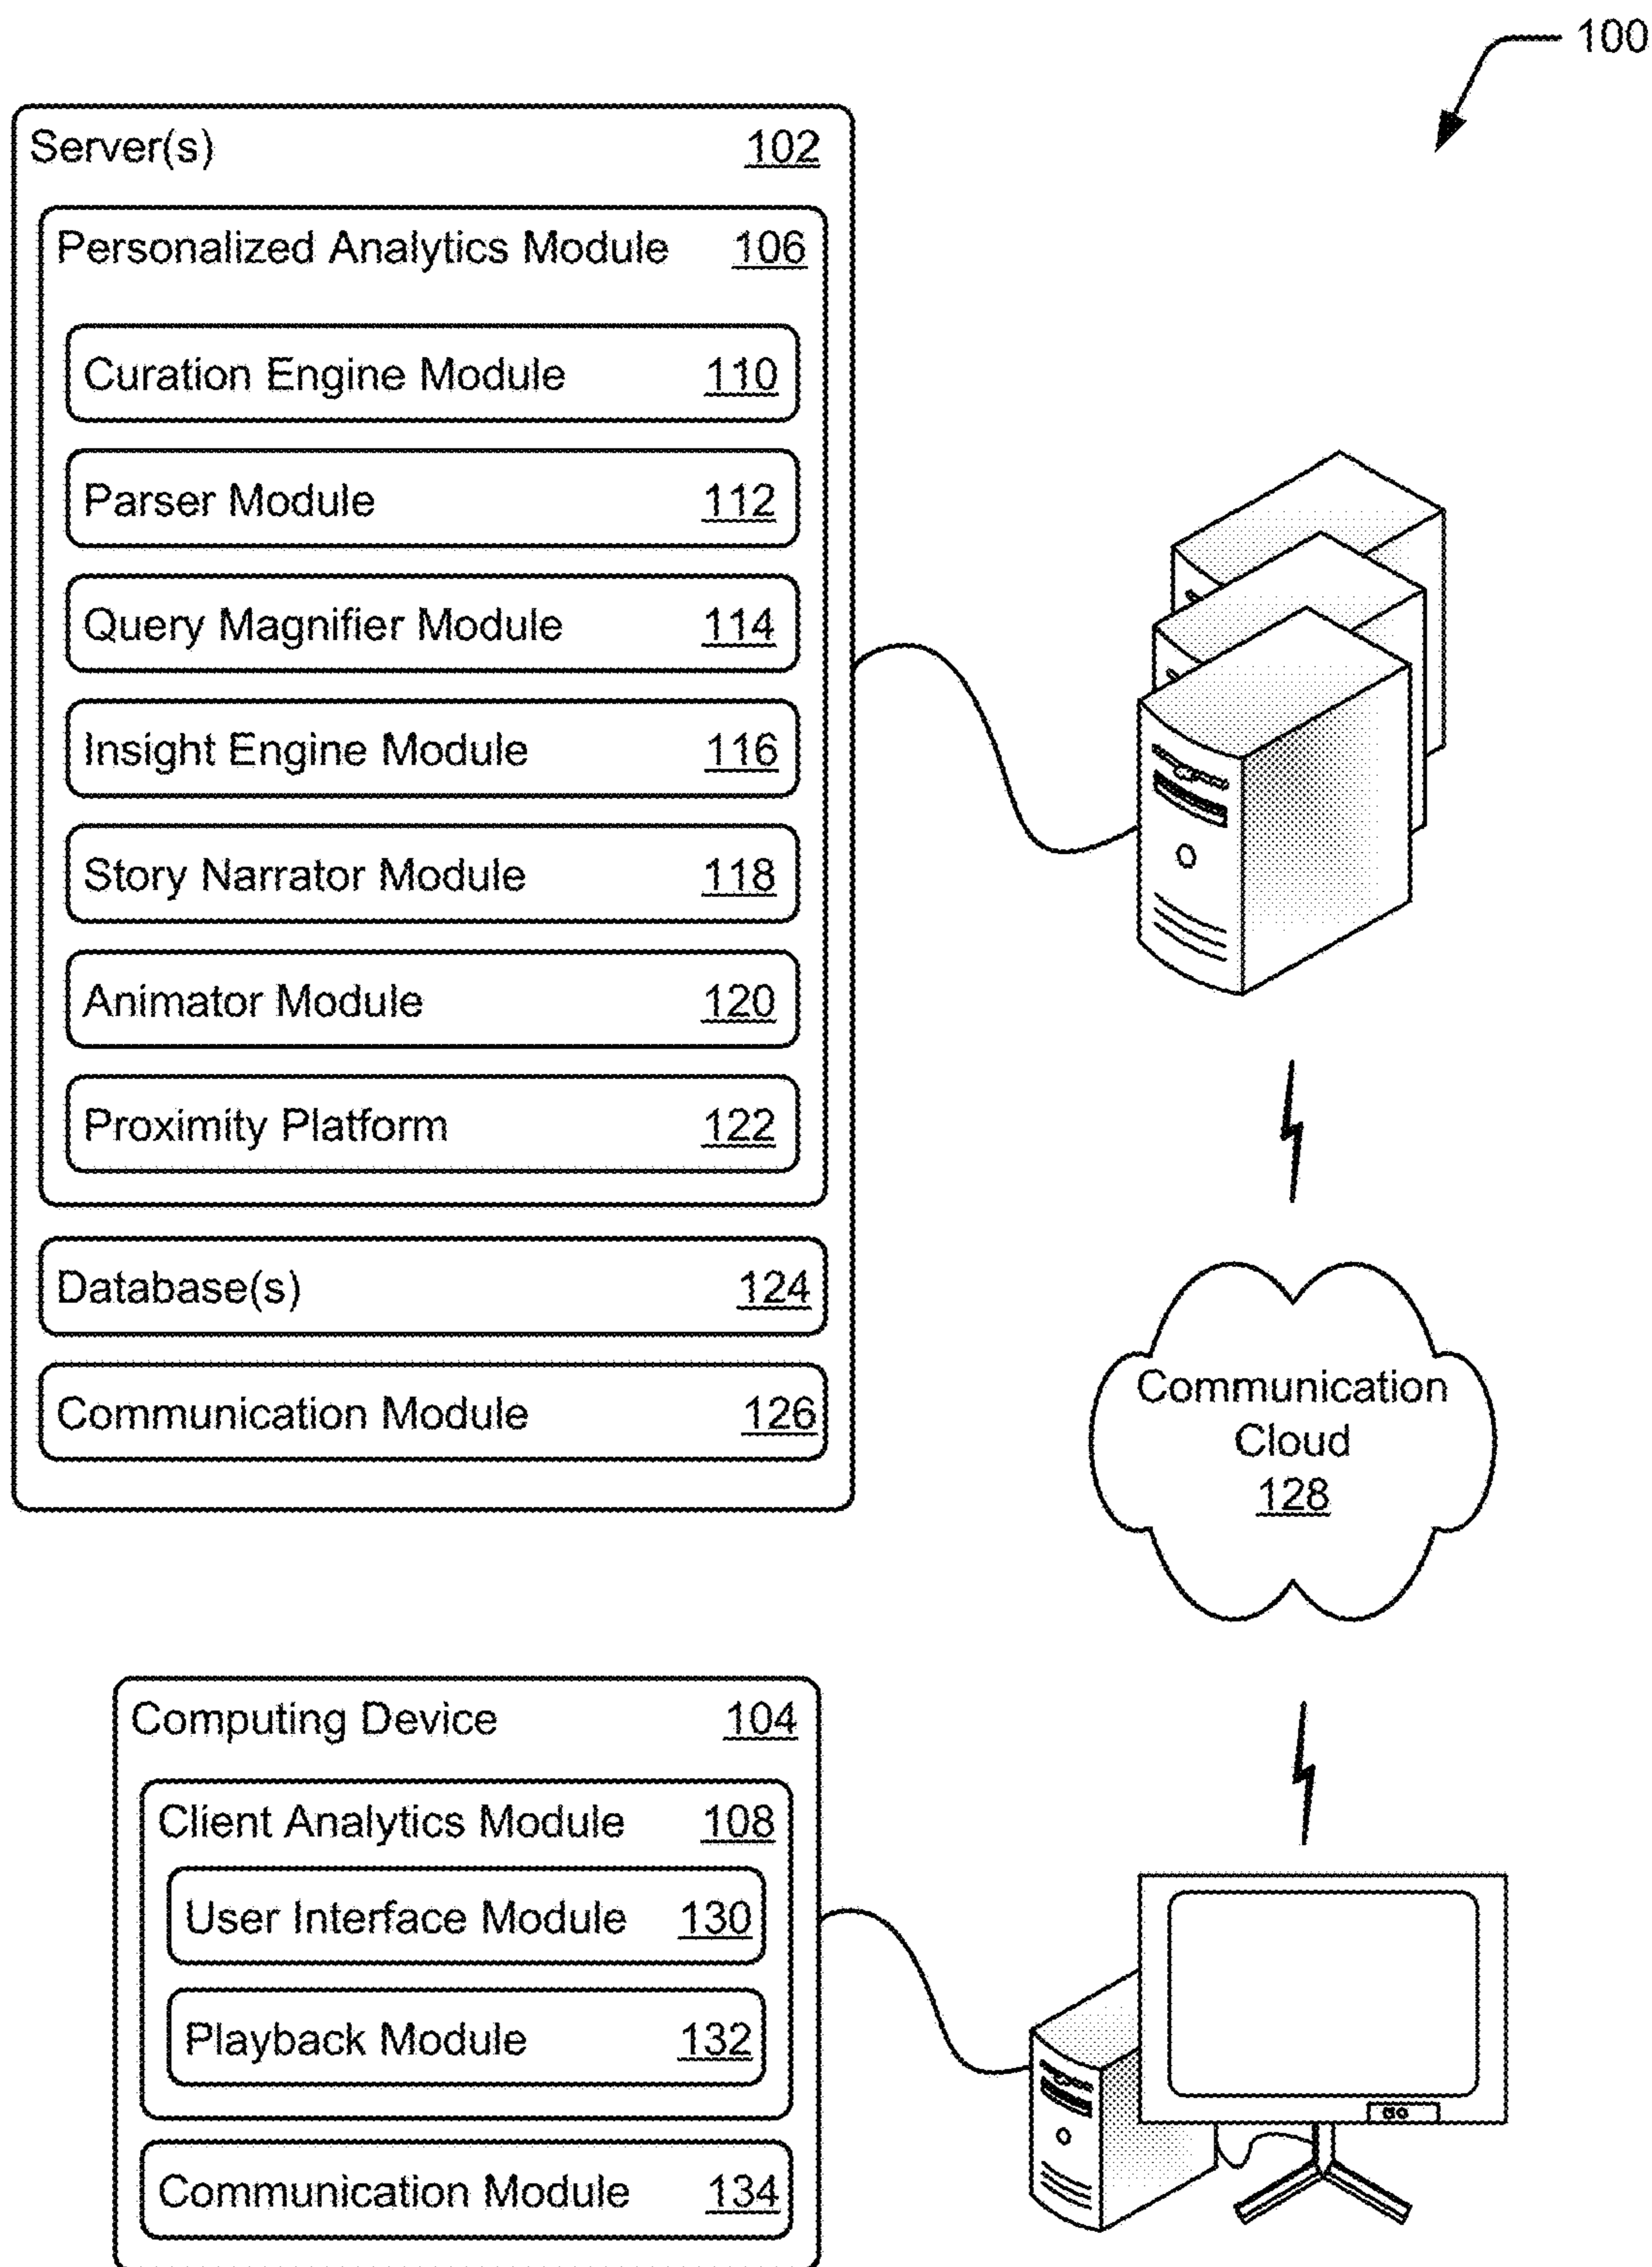 100
Server(s) 102
Personalized Analytics Module 106
Curation Engine Module 110
Parser Module 112
Query Magnifier Module 114
Insight Engine Module 116
Story Narrator Module 118
Animator Module 120
Proximity Platform 122
Database(s) 124
Communication Module 126
Communication
Cloud
128
Computing Device 104
Client Analytics Module 108
User Interface Module 130
Playback Module 132
Communication Module 134